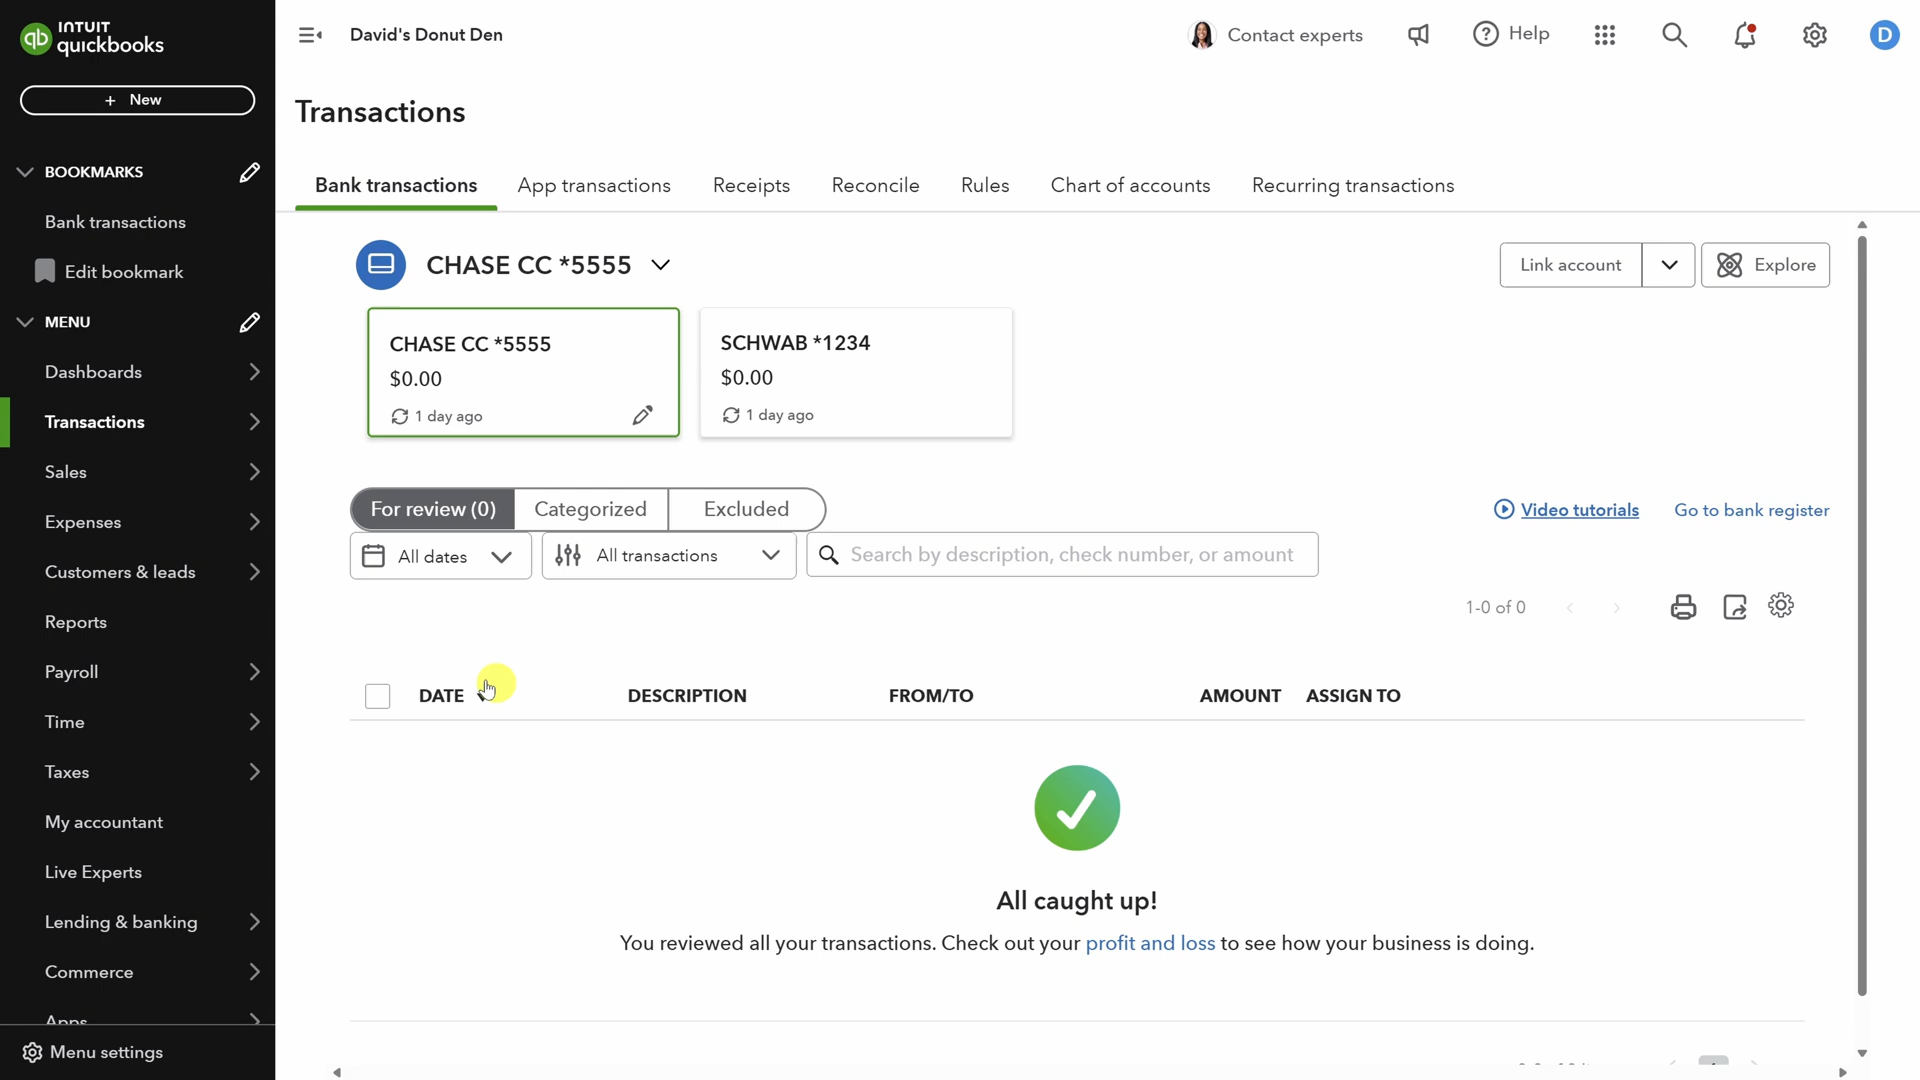 INTUIT
quickbooks
+ New
BOOKMARKS
Bank transactions
Edit bookmark
MENU
Dashboards
Transactions
Sales
Expenses
Customers & leads
Reports
Payroll
Time
Taxes
My accountant
Live Experts
Lending & banking
Commerce
Apps
Menu settings
David's Donut Den
Contact experts
Help
D
Transactions
Bank transactions
App transactions
Receipts
Reconcile
Rules
Chart of accounts
Recurring transactions
CHASE CC *5555
Link account
Explore
CHASE CC *5555
$0.00
1 day ago
SCHWAB *1234
$0.00
1 day ago
For review (0)
Categorized
Excluded
Video tutorials
Go to bank register
All dates
All transactions
Search by description, check number, or amount
1-0 of 0
DATE
DESCRIPTION
FROM/TO
AMOUNT
ASSIGN TO
All caught up!
You reviewed all your transactions. Check out your profit and loss to see how your business is doing.